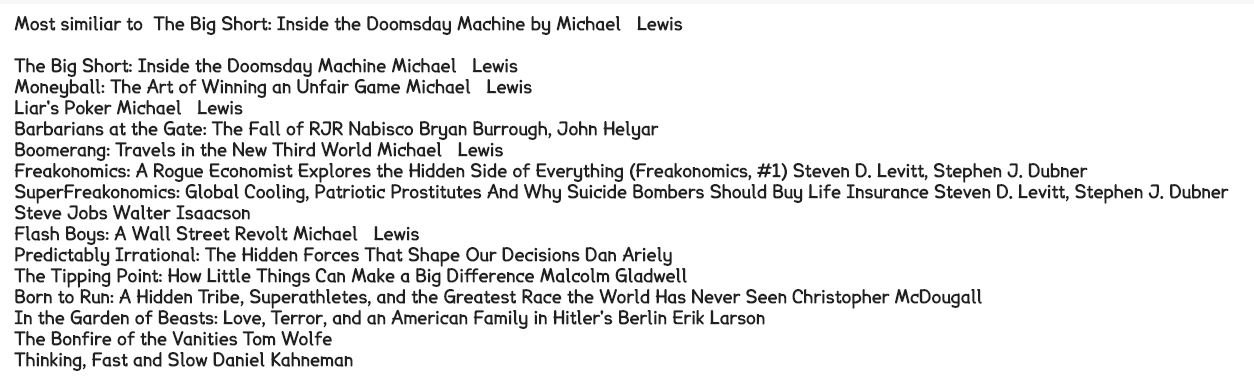 Most similiar to  The Big Short: Inside the Doomsday Machine by Michael   Lewis
The Big Short: Inside the Doomsday Machine Michael   Lewis
Moneyball: The Art of Winning an Unfair Game Michael   Lewis
Liar's Poker Michael   Lewis
Barbarians at the Gate: The Fall of RJR Nabisco Bryan Burrough, John Helyar
Boomerang: Travels in the New Third World Michael   Lewis
Freakonomics: A Rogue Economist Explores the Hidden Side of Everything (Freakonomics, #1) Steven D. Levitt, Stephen J. Dubner
SuperFreakonomics: Global Cooling, Patriotic Prostitutes And Why Suicide Bombers Should Buy Life Insurance Steven D. Levitt, Stephen J. Dubner
Steve Jobs Walter Isaacson
Flash Boys: A Wall Street Revolt Michael   Lewis
Predictably Irrational: The Hidden Forces That Shape Our Decisions Dan Ariely
The Tipping Point: How Little Things Can Make a Big Difference Malcolm Gladwell
Born to Run: A Hidden Tribe, Superathletes, and the Greatest Race the World Has Never Seen Christopher McDougall
In the Garden of Beasts: Love, Terror, and an American Family in Hitler's Berlin Erik Larson
The Bonfire of the Vanities Tom Wolfe
Thinking, Fast and Slow Daniel Kahneman